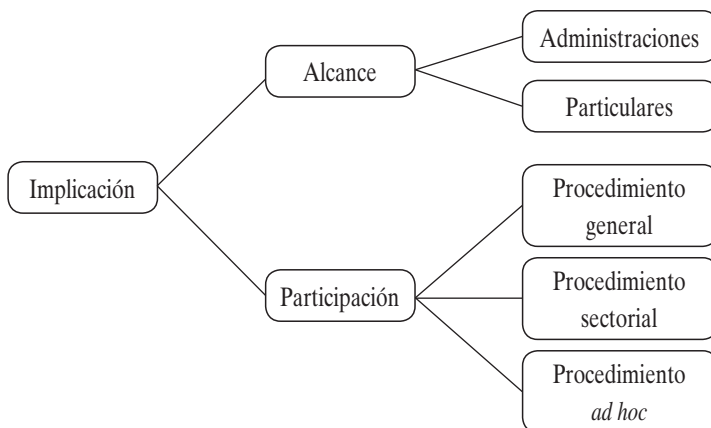 Administraciones
Alcance
Particulares
Implicación
Procedimiento
general
Participación
Procedimiento
sectorial
Procedimiento
ad hoc